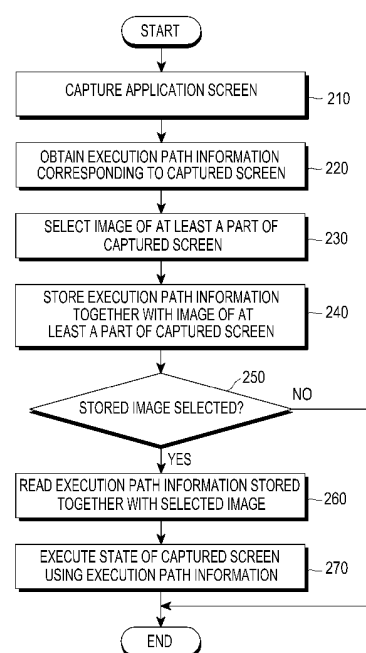 START
CAPTURE APPLICATION SCREEN
210
OBTAIN EXECUTION PATH INFORMATION
CORRESPONDING TO CAPTURED SCREEN
220
SELECT IMAGE OF AT LEAST A PART OF
CAPTURED SCREEN
230
STORE EXECUTION PATH INFORMATION
TOGETHER WITH IMAGE OF AT
LEAST A PART OF CAPTURED SCREEN
240
250
STORED IMAGE SELECTED?
NO
YES
READ EXECUTION PATH INFORMATION STORED
TOGETHER WITH SELECTED IMAGE
260
EXECUTE STATE OF CAPTURED SCREEN
USING EXECUTION PATH INFORMATION
270
END